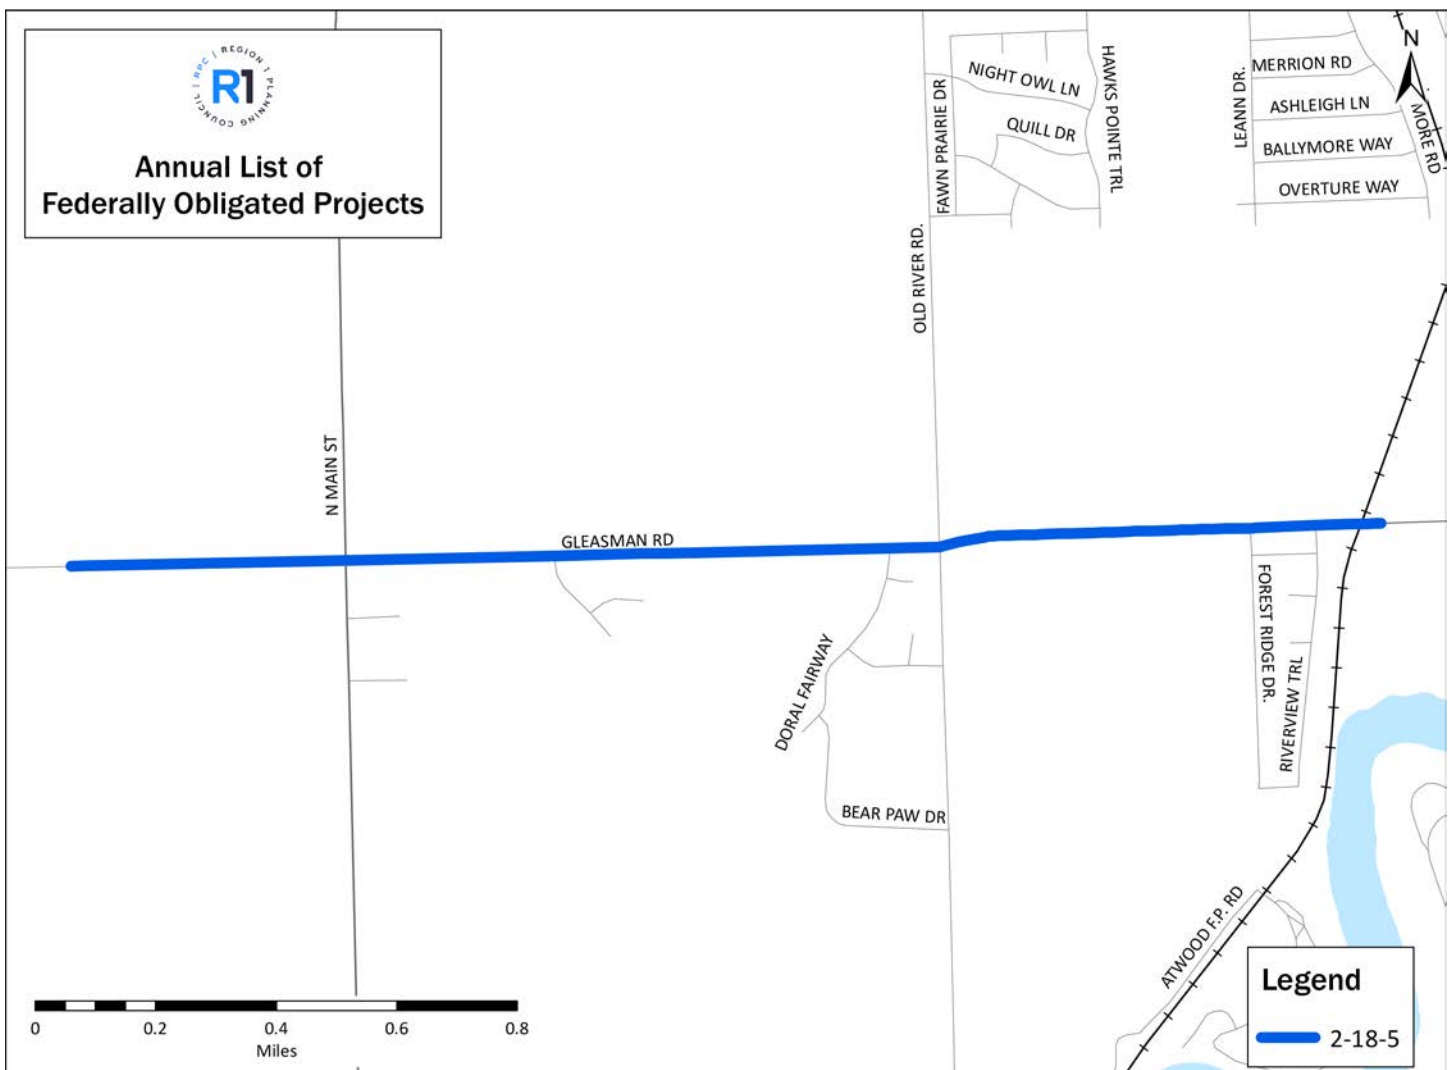 RPC | REGION 1 PLANNING COUNCIL |
R1
Annual List of
Federally Obligated Projects
N
NIGHT OWL LN
QUILL DR
FAWN PRAIRIE DR
HAWKS POINTE TRL
LEANN DR.
MERRION RD
ASHLEIGH LN
BALLYMORE WAY
OVERTURE WAY
MORE RD
OLD RIVER RD.
N MAIN ST
GLEASMAN RD
DORAL FAIRWAY
BEAR PAW DR
FOREST RIDGE DR.
RIVERVIEW TRL
ATWOOD F.P. RD
0 0.2 0.4 0.6 0.8
Miles
Legend
2-18-5